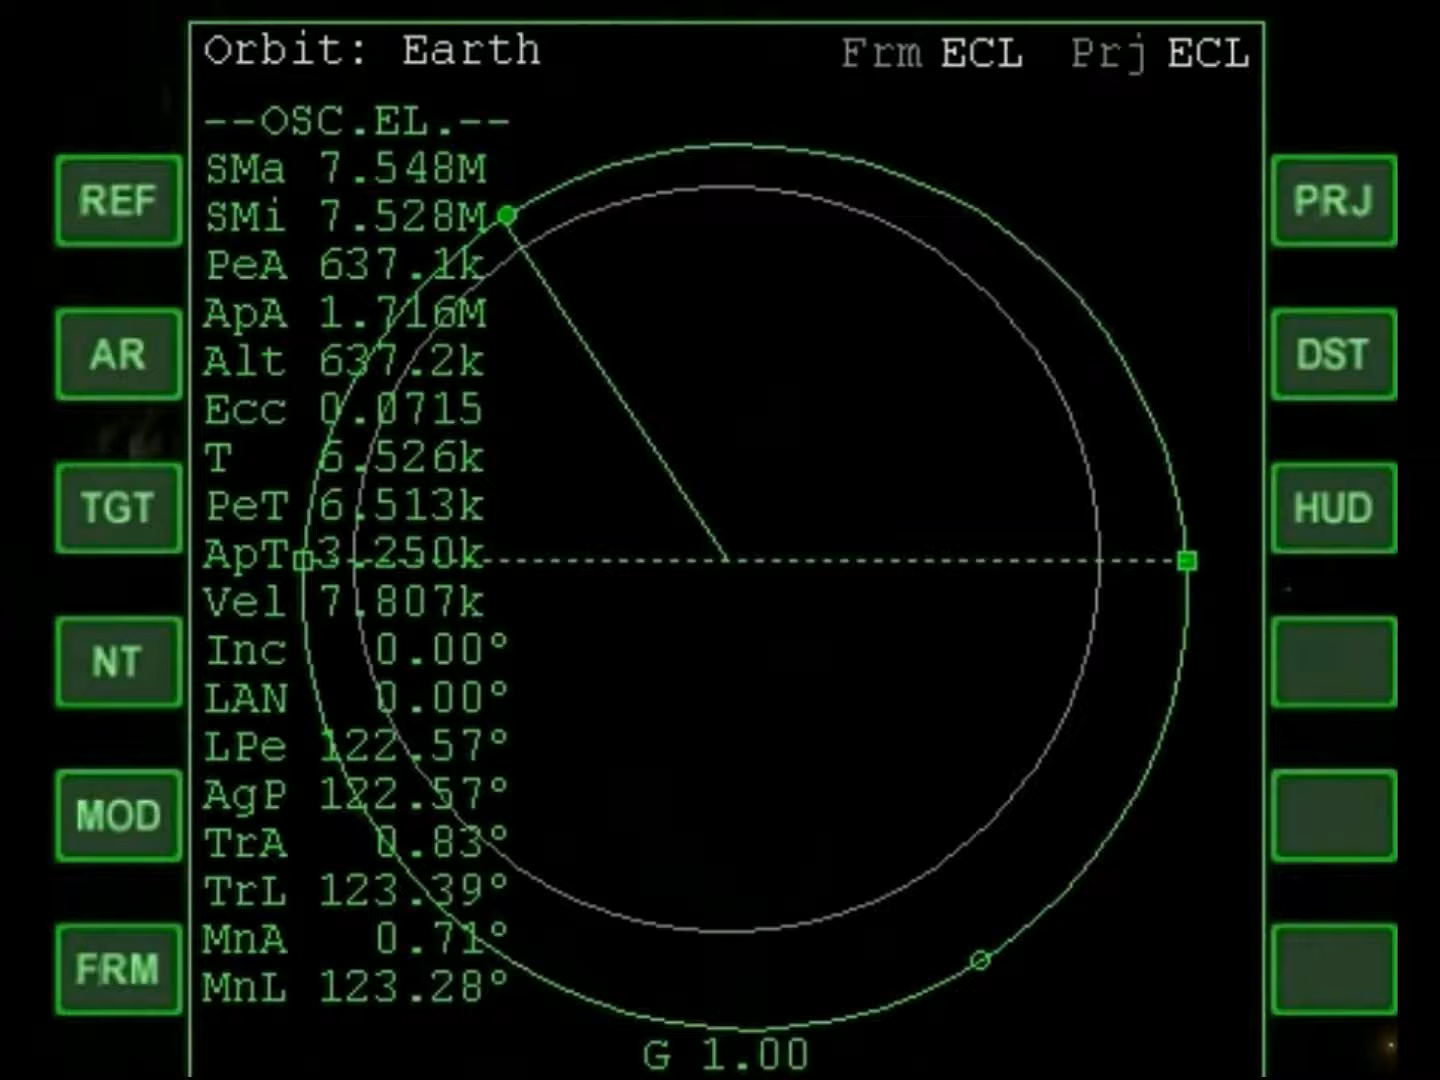 Orbit: Earth Frm ECL Prj ECL
--OSC.EL.--
SMa 7.548M
SMi 7.528M
PeA 637.1k
ApA 1.716M
Alt 637.2k
Ecc 0.0715
T 6.526k
PeT 6.513k
ApT 3.250k
Vel 7.807k
Inc 0.00°
LAN 0.00°
LPe 122.57°
AgP 122.57°
TrA 0.83°
TrL 123.39°
MnA 0.71°
MnL 123.28°
G 1.00
REF
AR
TGT
NT
MOD
FRM
PRJ
DST
HUD